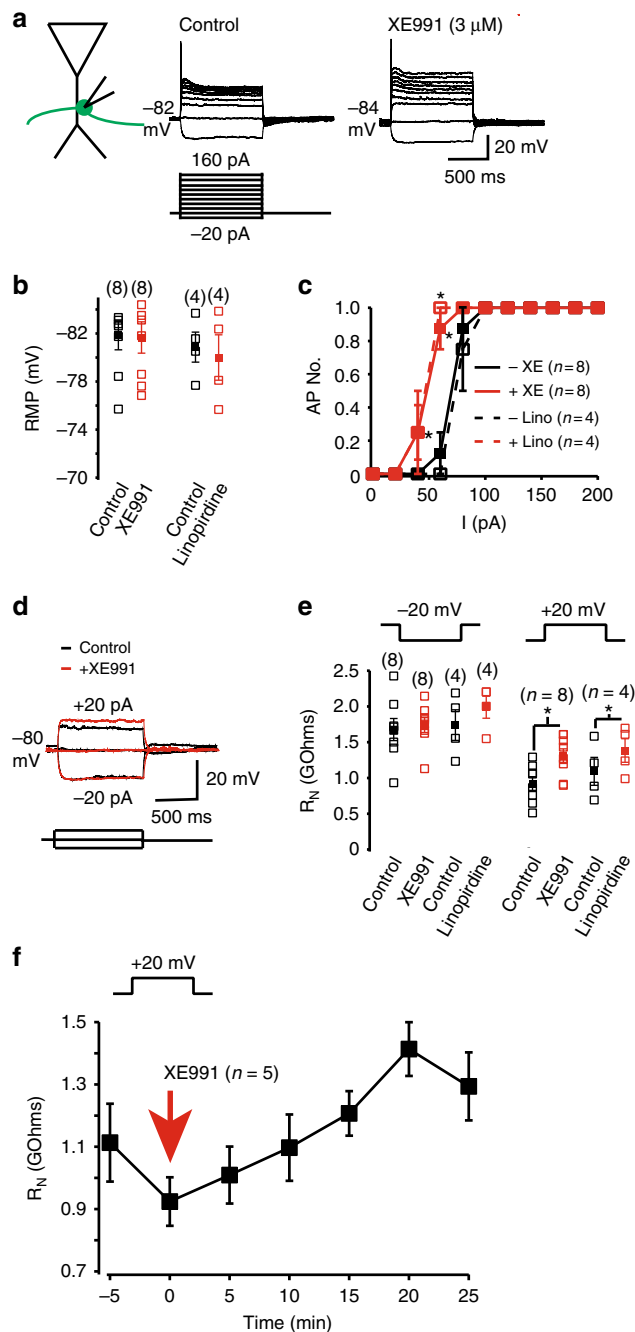 a
Control
XE991 (3 μM)
–82
mV
–84
mV
160 pA
–20 pA
20 mV
500 ms
b
(8) (8)
(4) (4)
–82
–78
–74
–70
RMP (mV)
Control
XE991
Control
Linopirdine
c
1.0
0.8
0.6
0.4
0.2
0
AP No.
*
*
*
– XE (n=8)
+ XE (n=8)
– Lino (n=4)
+ Lino (n=4)
0 50 100 150 200
I (pA)
d
Control
+XE991
+20 pA
–80
mV
–20 pA
20 mV
500 ms
e
–20 mV
+20 mV
(8) (8) (4) (4)
(n = 8) (n = 4)
* *
2.5
2.0
1.5
1.0
0.5
0
RN (GOhms)
Control
XE991
Control
Linopirdine
Control
XE991
Control
Linopirdine
f
+20 mV
XE991 (n = 5)
1.5
1.3
1.1
0.9
0.7
RN (GOhms)
–5 0 5 10 15 20 25
Time (min)